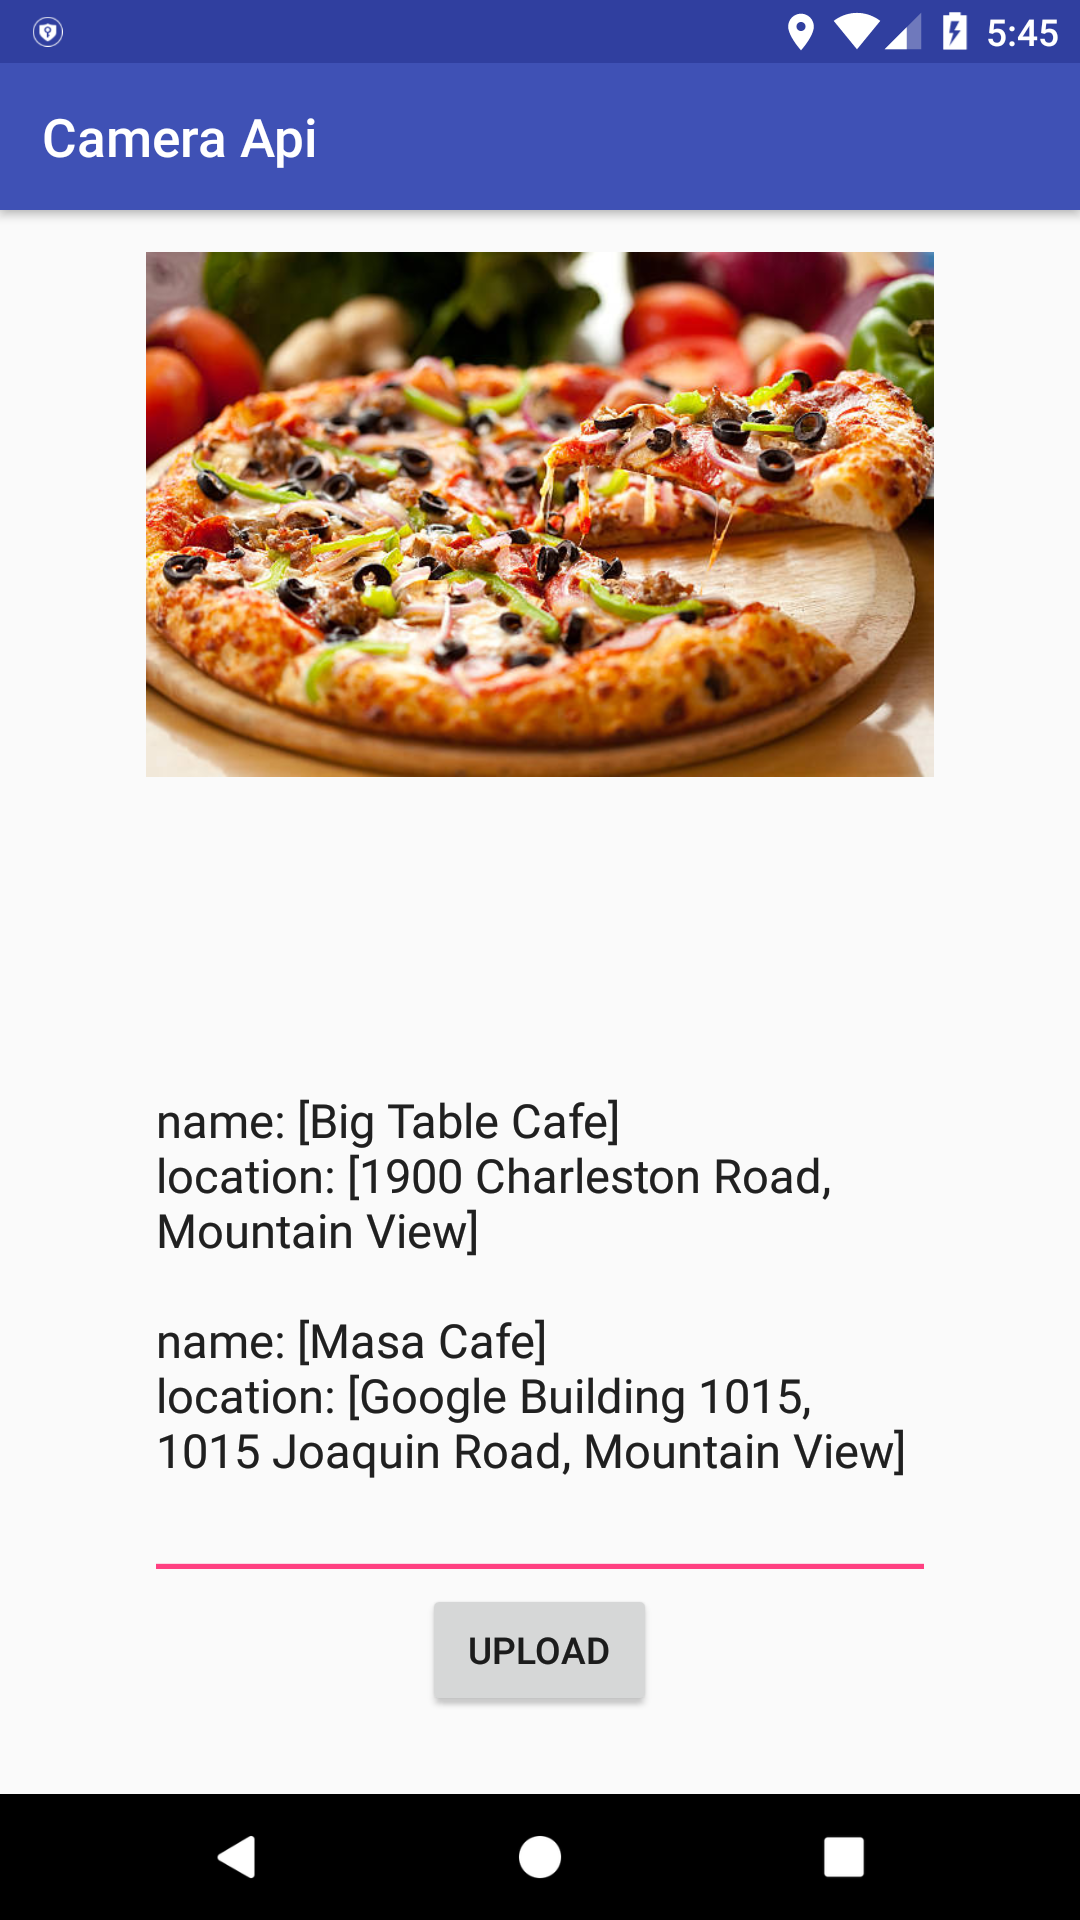 5:45
Camera Api
name: [Big Table Cafe]
location: [1900 Charleston Road,
Mountain View]
name: [Masa Cafe]
location: [Google Building 1015,
1015 Joaquin Road, Mountain View]
UPLOAD